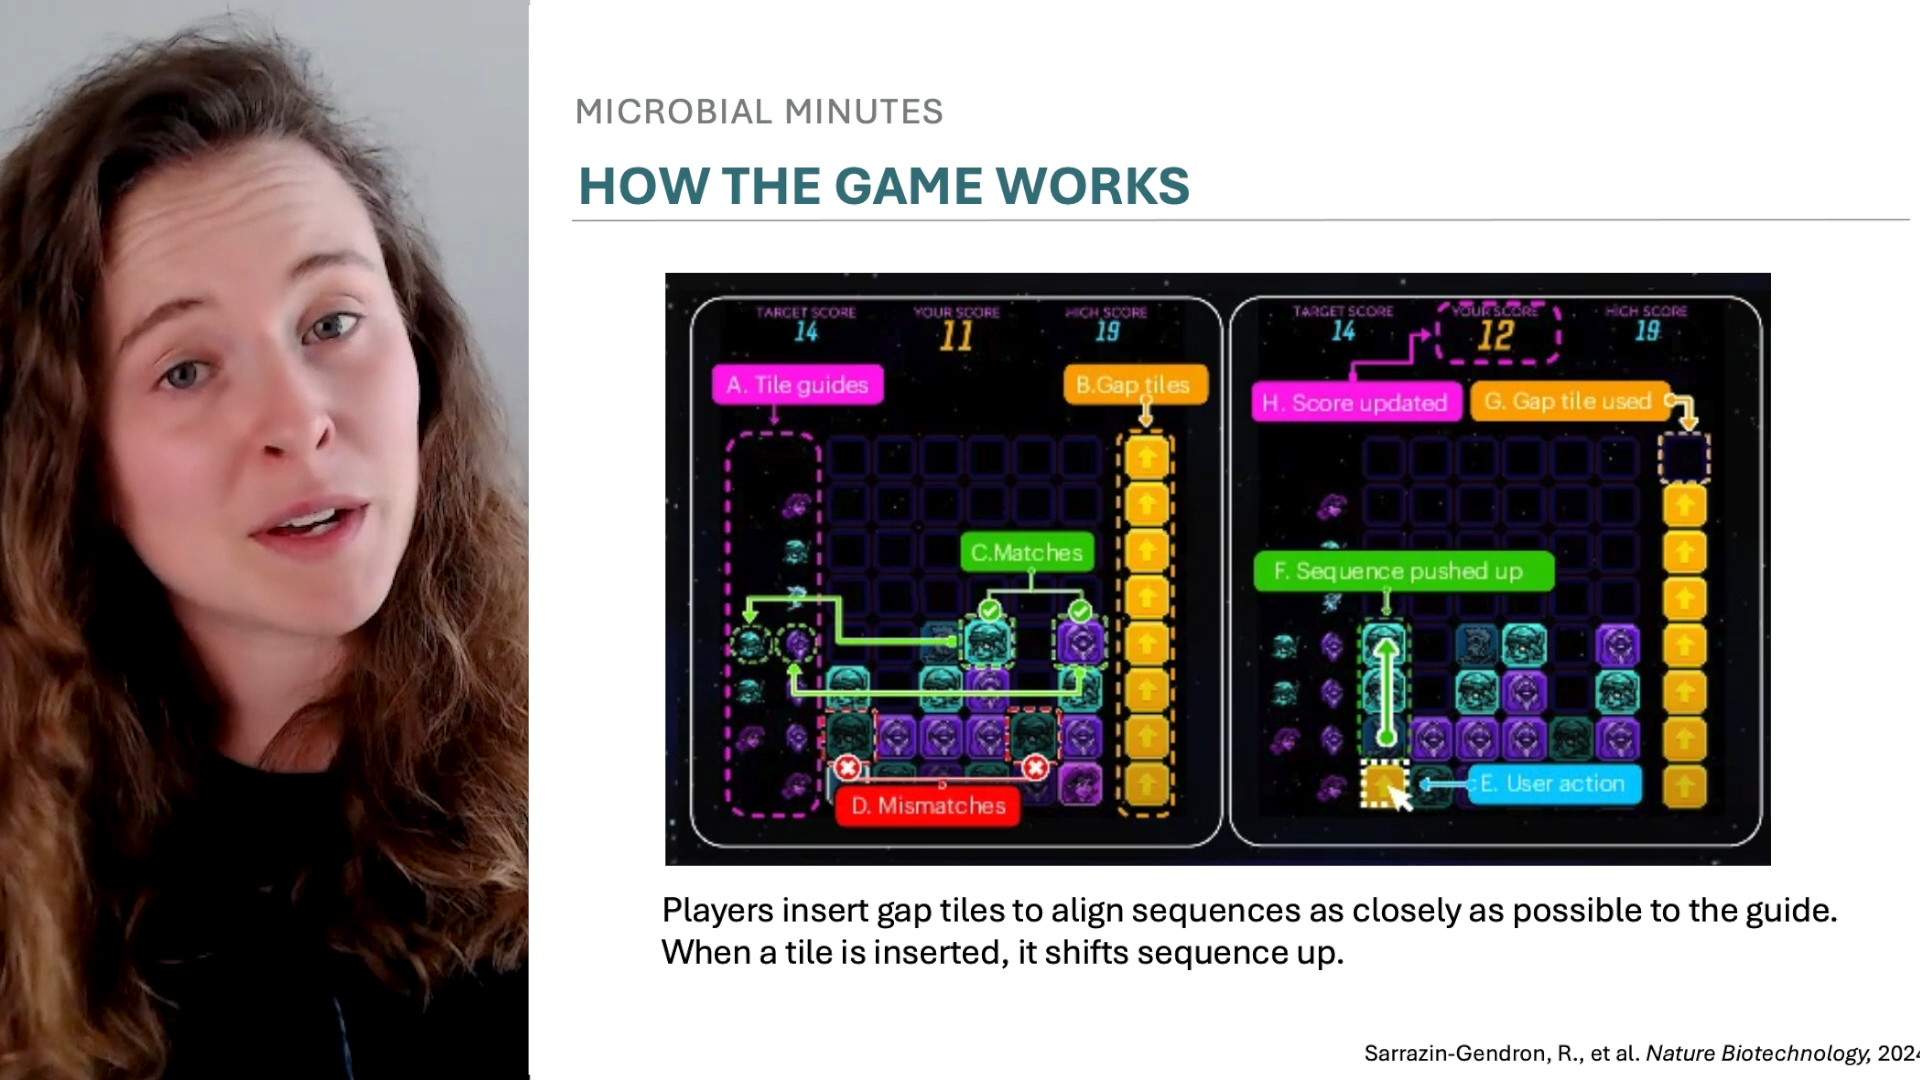 MICROBIAL MINUTES
HOW THE GAME WORKS
TARGET SCORE YOUR SCORE HIGH SCORE
14 11 19
A. Tile guides
B.Gap tiles
C.Matches
D. Mismatches
TARGET SCORE YOUR SCORE HIGH SCORE
14 12 19
H. Score updated
G. Gap tile used
F. Sequence pushed up
E. User action
Players insert gap tiles to align sequences as closely as possible to the guide.
When a tile is inserted, it shifts sequence up.
Sarrazin-Gendron, R., et al. Nature Biotechnology, 2024